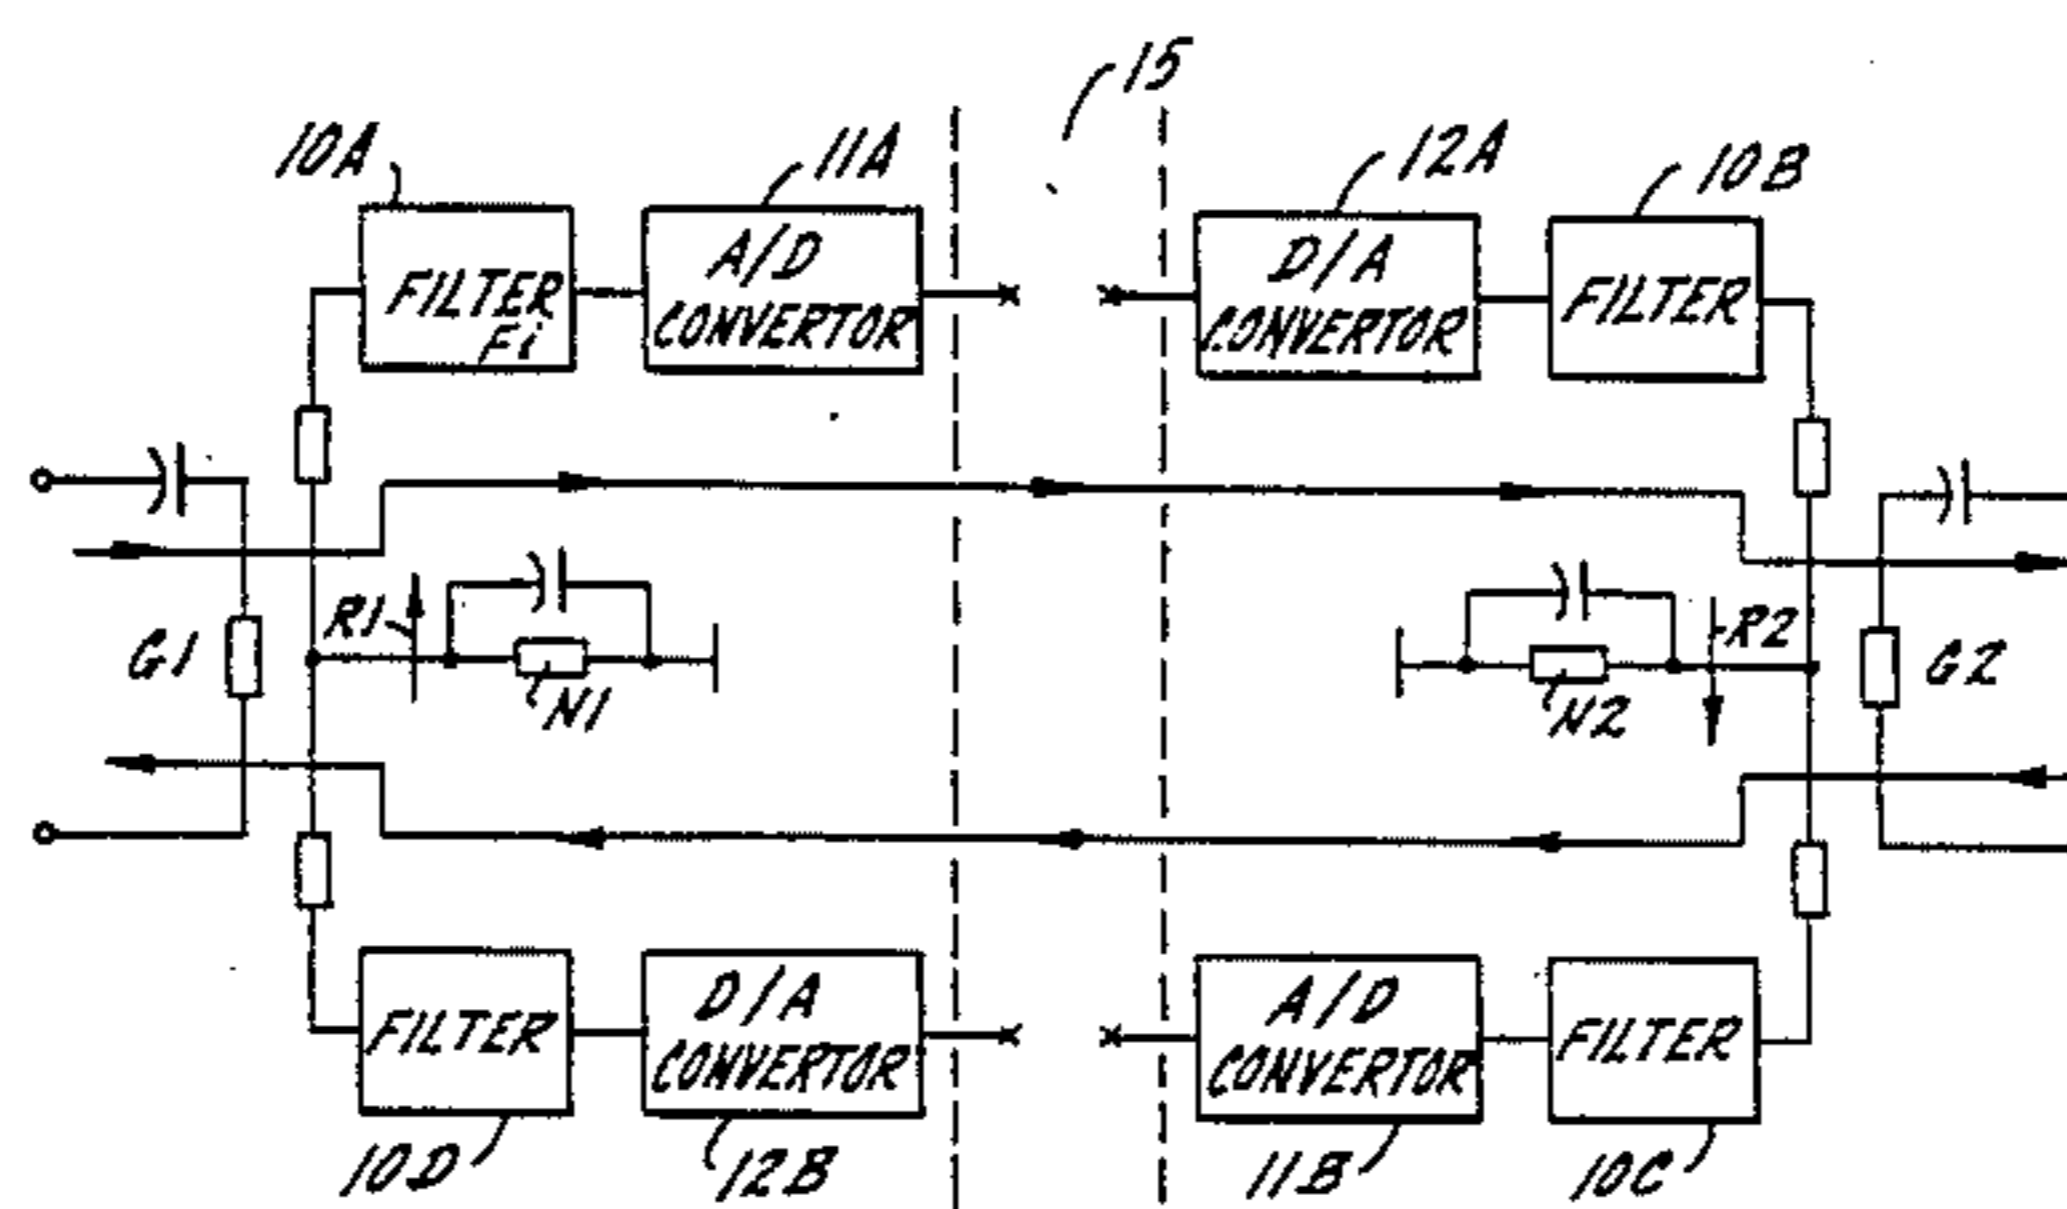 15
10A
11A
12A
10B
FILTER
Fi
A/D
CONVERTOR
D/A
CONVERTOR
FILTER
G1
R1
N1
N2
R2
G2
FILTER
D/A
CONVERTOR
A/D
CONVERTOR
FILTER
10D
12B
11B
10C